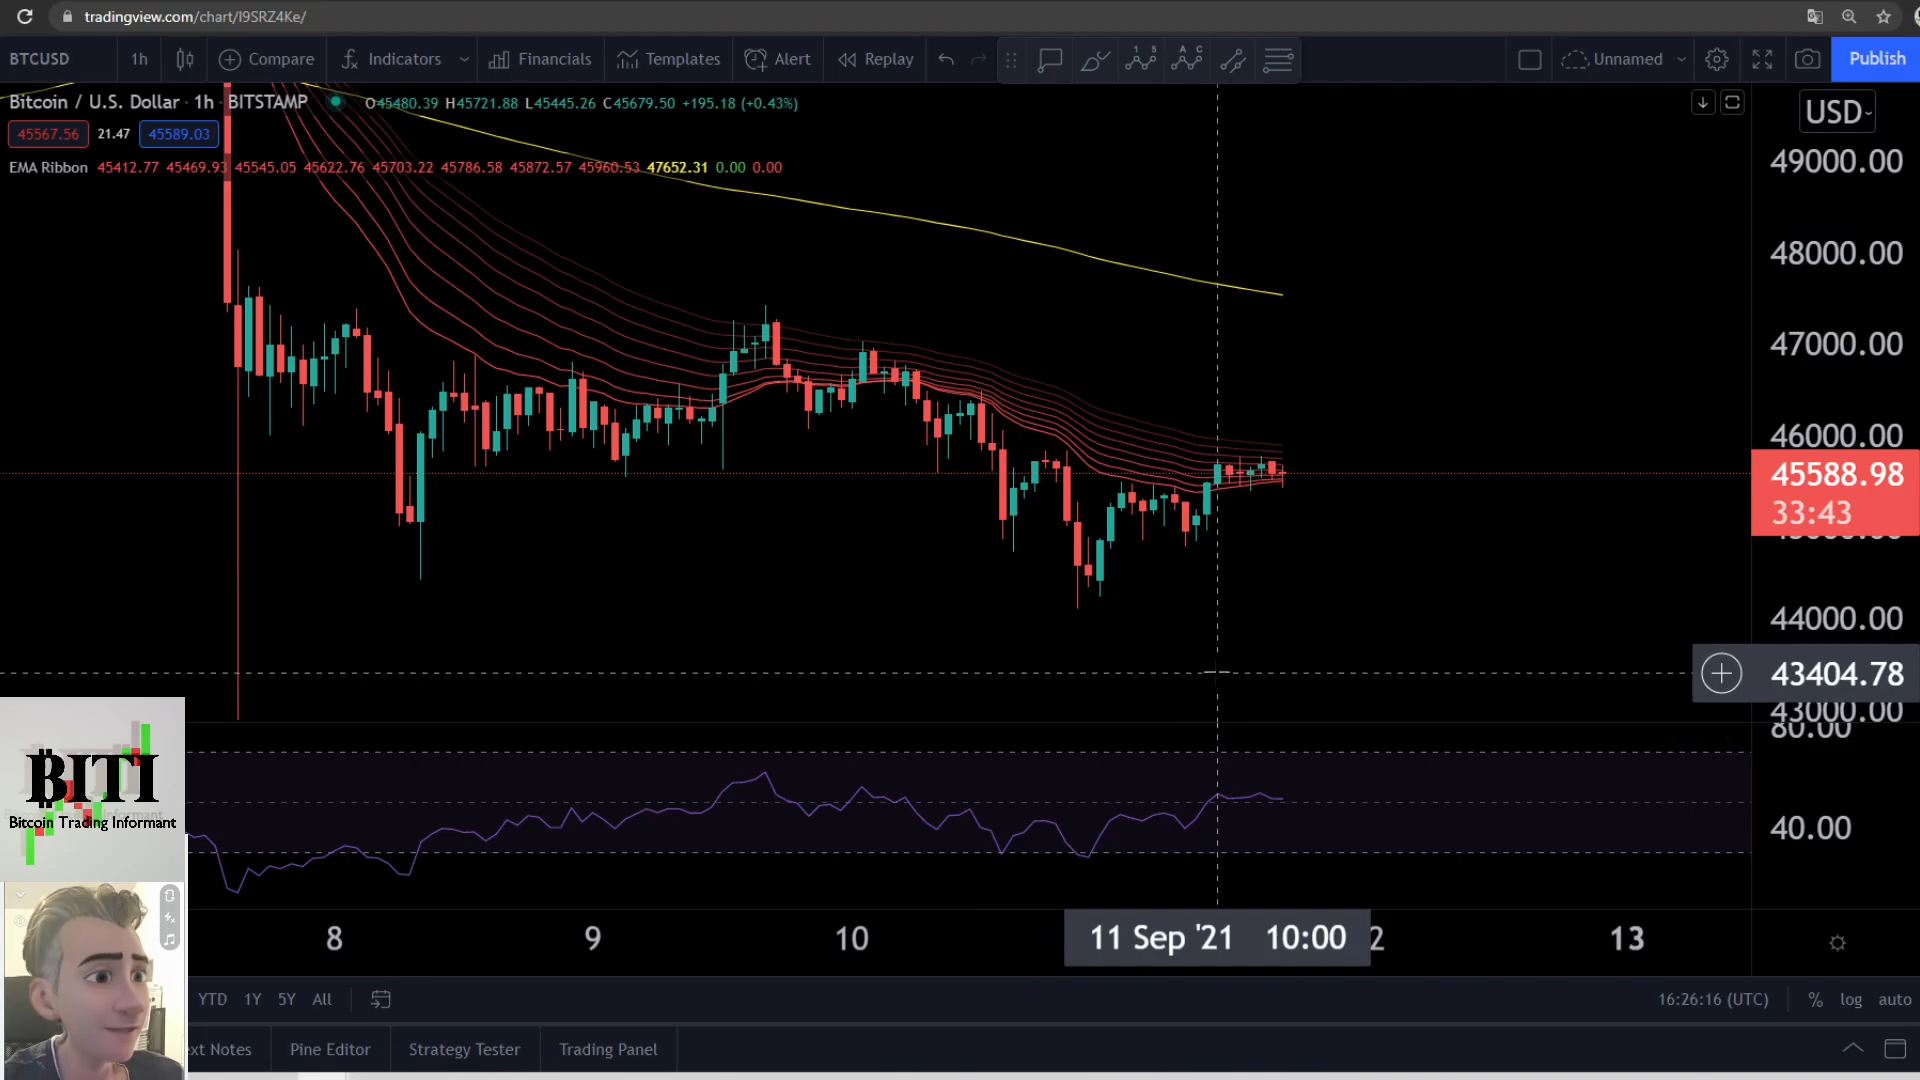 tradingview.com/chart/I9SRZ4Ke/
BTCUSD 1h Compare Indicators Financials Templates Alert Replay Unnamed Publish
Bitcoin / U.S. Dollar · 1h · BITSTAMP O45480.39 H45721.88 L45445.26 C45679.50 +195.18 (+0.43%)
USD
45567.56 21.47 45589.03
EMA Ribbon 45412.77 45469.93 45545.05 45622.76 45703.22 45786.58 45872.57 45960.53 47652.31 0.00 0.00
49000.00
48000.00
47000.00
46000.00
45588.98
33:43
44000.00
43404.78
43000.00
80.00
40.00
BITI
Bitcoin Trading Informant
8 9 10 11 Sep '21 10:00 2 13
YTD 1Y 5Y All 16:26:16 (UTC) % log auto
ext Notes Pine Editor Strategy Tester Trading Panel